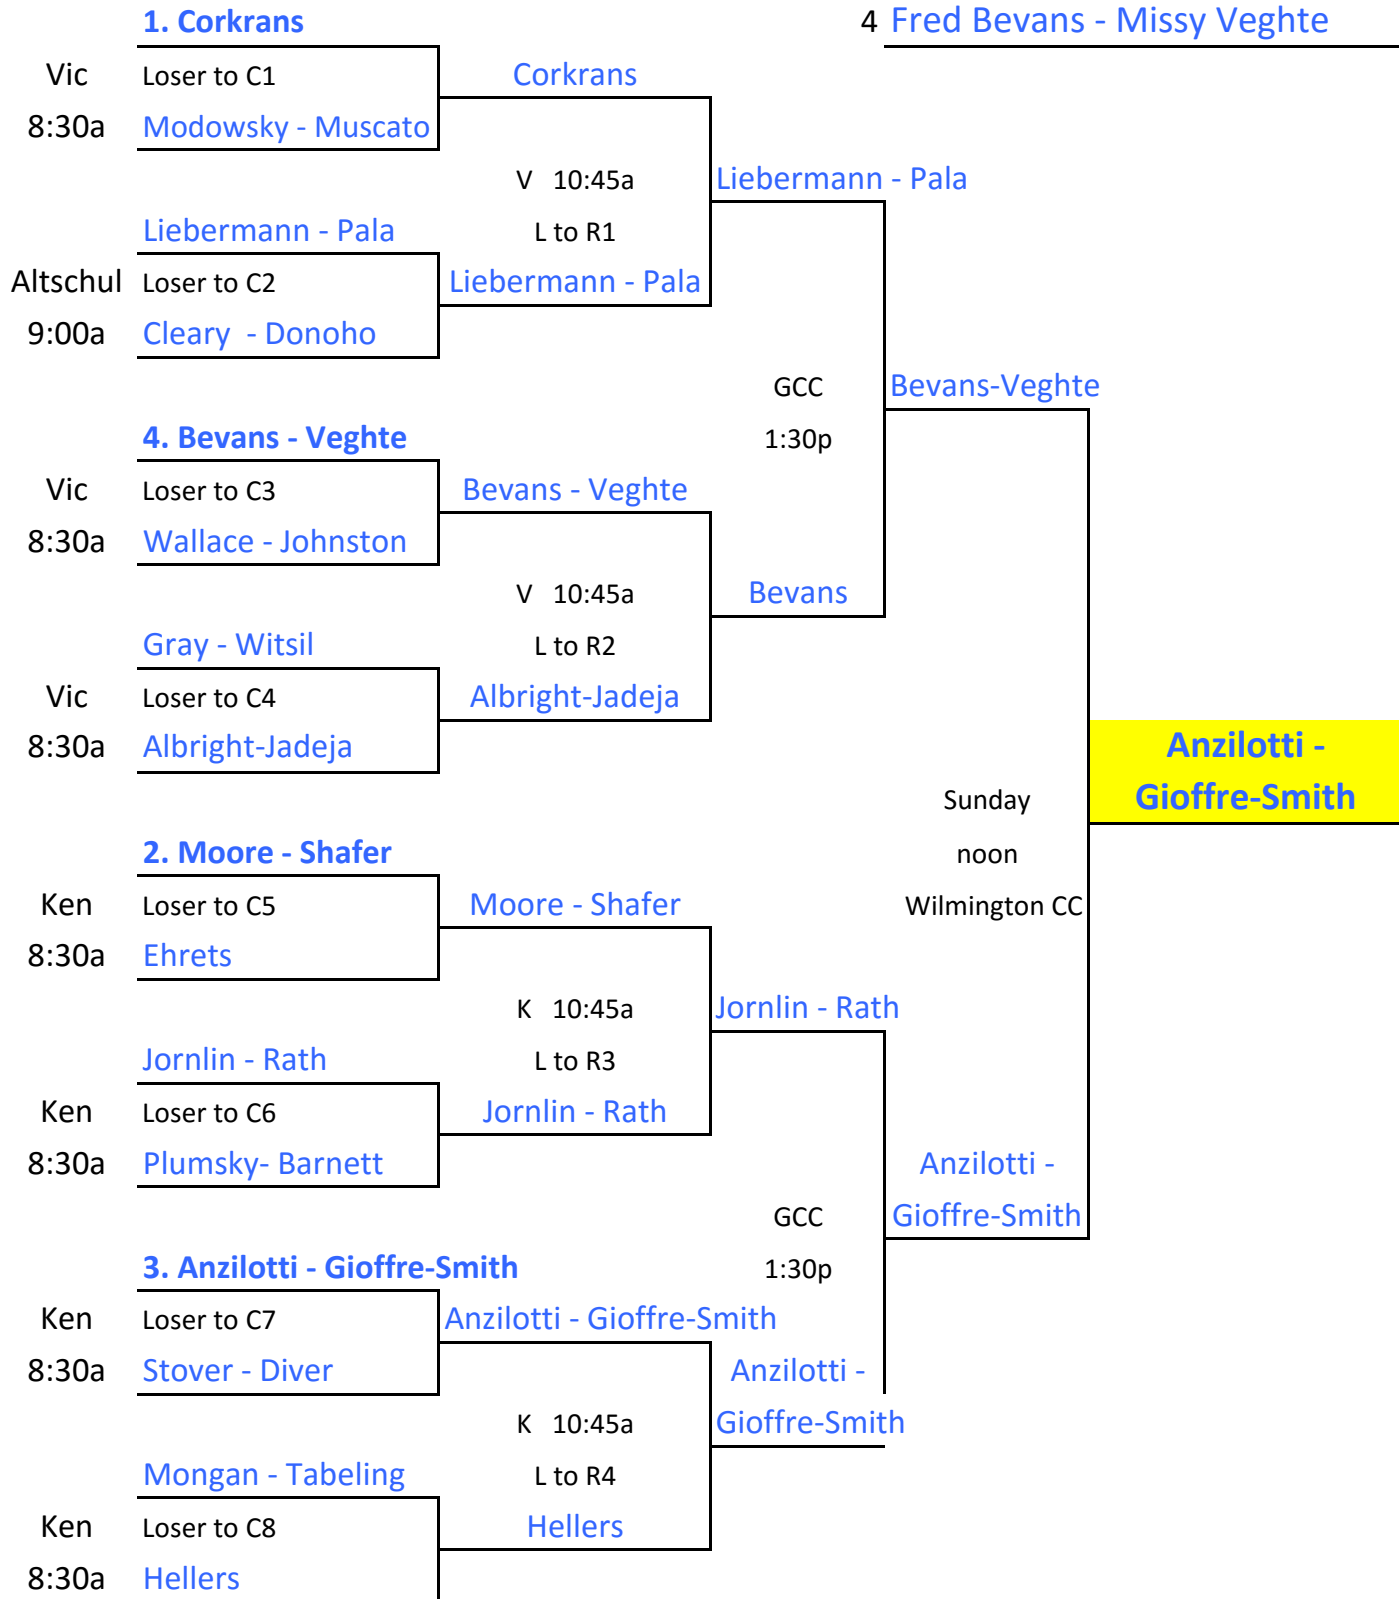 1. Corkrans
4 Fred Bevans - Missy Veghte
Vic Loser to C1 Corkrans
8:30a Modowsky - Muscato
V 10:45a Liebermann - Pala
Liebermann - Pala L to R1
Altschul Loser to C2 Liebermann - Pala
9:00a Cleary - Donoho
GCC Bevans-Veghte
4. Bevans - Veghte 1:30p
Vic Loser to C3 Bevans - Veghte
8:30a Wallace - Johnston
V 10:45a Bevans
Gray - Witsil L to R2
Vic Loser to C4 Albright-Jadeja
8:30a Albright-Jadeja Anzilotti -
Sunday Gioffre-Smith
2. Moore - Shafer noon
Ken Loser to C5 Moore - Shafer Wilmington CC
8:30a Ehrets
K 10:45a Jornlin - Rath
Jornlin - Rath L to R3
Ken Loser to C6 Jornlin - Rath
8:30a Plumsky- Barnett Anzilotti -
GCC Gioffre-Smith
3. Anzilotti - Gioffre-Smith 1:30p
Ken Loser to C7 Anzilotti - Gioffre-Smith
8:30a Stover - Diver Anzilotti -
K 10:45a Gioffre-Smith
Mongan - Tabeling L to R4
Ken Loser to C8 Hellers
8:30a Hellers